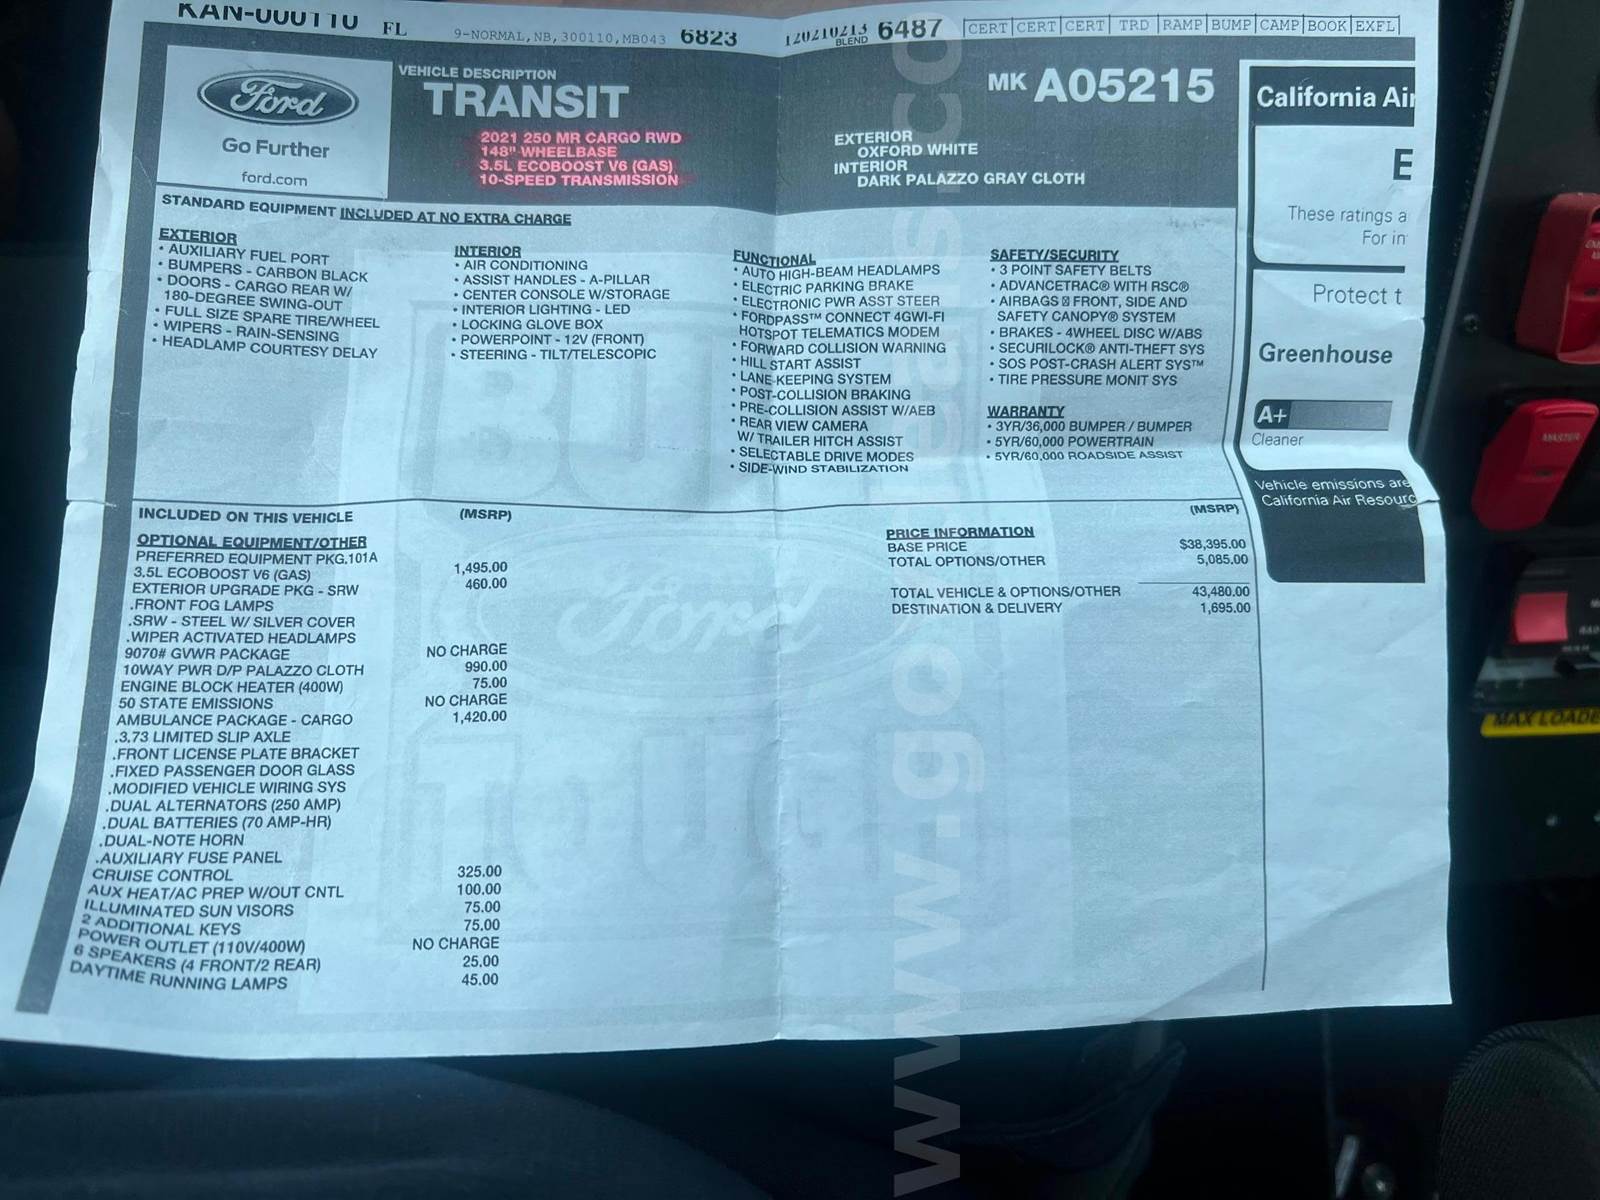 KAN-000110 FL 9-NORMAL,NB,300110,MB043 6823 120210213 BLEND 6487 CERT CERT CERT TRD RAMP BUMP CAMP BOOK EXFL
Ford
Go Further
ford.com
VEHICLE DESCRIPTION
TRANSIT
2021 250 MR CARGO RWD
148" WHEELBASE
3.5L ECOBOOST V6 (GAS)
10-SPEED TRANSMISSION
MK A05215
EXTERIOR
OXFORD WHITE
INTERIOR
DARK PALAZZO GRAY CLOTH
STANDARD EQUIPMENT INCLUDED AT NO EXTRA CHARGE
EXTERIOR
• AUXILIARY FUEL PORT
• BUMPERS - CARBON BLACK
• DOORS - CARGO REAR W/
180-DEGREE SWING-OUT
• FULL SIZE SPARE TIRE/WHEEL
• WIPERS - RAIN-SENSING
• HEADLAMP COURTESY DELAY
INTERIOR
• AIR CONDITIONING
• ASSIST HANDLES - A-PILLAR
• CENTER CONSOLE W/STORAGE
• INTERIOR LIGHTING - LED
• LOCKING GLOVE BOX
• POWERPOINT - 12V (FRONT)
• STEERING - TILT/TELESCOPIC
FUNCTIONAL
• AUTO HIGH-BEAM HEADLAMPS
• ELECTRIC PARKING BRAKE
• ELECTRONIC PWR ASST STEER
• FORDPASS™ CONNECT 4GWI-FI
HOTSPOT TELEMATICS MODEM
• FORWARD COLLISION WARNING
• HILL START ASSIST
• LANE-KEEPING SYSTEM
• POST-COLLISION BRAKING
• PRE-COLLISION ASSIST W/AEB
• REAR VIEW CAMERA
W/ TRAILER HITCH ASSIST
• SELECTABLE DRIVE MODES
• SIDE-WIND STABILIZATION
SAFETY/SECURITY
• 3 POINT SAFETY BELTS
• ADVANCETRAC® WITH RSC®
• AIRBAGS FRONT, SIDE AND
SAFETY CANOPY® SYSTEM
• BRAKES - 4WHEEL DISC W/ABS
• SECURILOCK® ANTI-THEFT SYS
• SOS POST-CRASH ALERT SYS™
• TIRE PRESSURE MONIT SYS
WARRANTY
• 3YR/36,000 BUMPER / BUMPER
• 5YR/60,000 POWERTRAIN
• 5YR/60,000 ROADSIDE ASSIST
INCLUDED ON THIS VEHICLE (MSRP)
OPTIONAL EQUIPMENT/OTHER
PREFERRED EQUIPMENT PKG.101A
3.5L ECOBOOST V6 (GAS) 1,495.00
EXTERIOR UPGRADE PKG - SRW 460.00
.FRONT FOG LAMPS
.SRW - STEEL W/ SILVER COVER
.WIPER ACTIVATED HEADLAMPS
9070# GVWR PACKAGE NO CHARGE
10WAY PWR D/P PALAZZO CLOTH 990.00
ENGINE BLOCK HEATER (400W) 75.00
50 STATE EMISSIONS NO CHARGE
AMBULANCE PACKAGE - CARGO 1,420.00
.3.73 LIMITED SLIP AXLE
.FRONT LICENSE PLATE BRACKET
.FIXED PASSENGER DOOR GLASS
.MODIFIED VEHICLE WIRING SYS
.DUAL ALTERNATORS (250 AMP)
.DUAL BATTERIES (70 AMP-HR)
.DUAL-NOTE HORN
.AUXILIARY FUSE PANEL
CRUISE CONTROL 325.00
AUX HEAT/AC PREP W/OUT CNTL 100.00
ILLUMINATED SUN VISORS 75.00
2 ADDITIONAL KEYS 75.00
POWER OUTLET (110V/400W) NO CHARGE
6 SPEAKERS (4 FRONT/2 REAR) 25.00
DAYTIME RUNNING LAMPS 45.00
(MSRP)
PRICE INFORMATION
BASE PRICE $38,395.00
TOTAL OPTIONS/OTHER 5,085.00
TOTAL VEHICLE & OPTIONS/OTHER 43,480.00
DESTINATION & DELIVERY 1,695.00
California Air
E
These ratings a
For in
Protect t
Greenhouse
A+
Cleaner
Vehicle emissions are
California Air Resourc
BUILT
Ford
TOUGH
MASTER
MAX LOADE